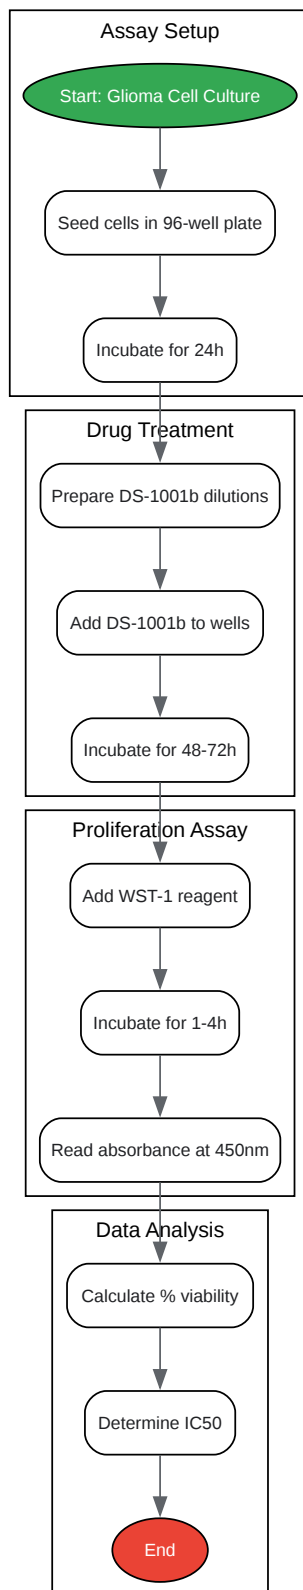 Assay Setup
Start: Glioma Cell Culture
Seed cells in 96-well plate
Incubate for 24h
Drug Treatment
Prepare DS-1001b dilutions
Add DS-1001b to wells
Incubate for 48-72h
Proliferation Assay
Add WST-1 reagent
Incubate for 1-4h
Read absorbance at 450nm
Data Analysis
Calculate % viability
Determine IC50
End